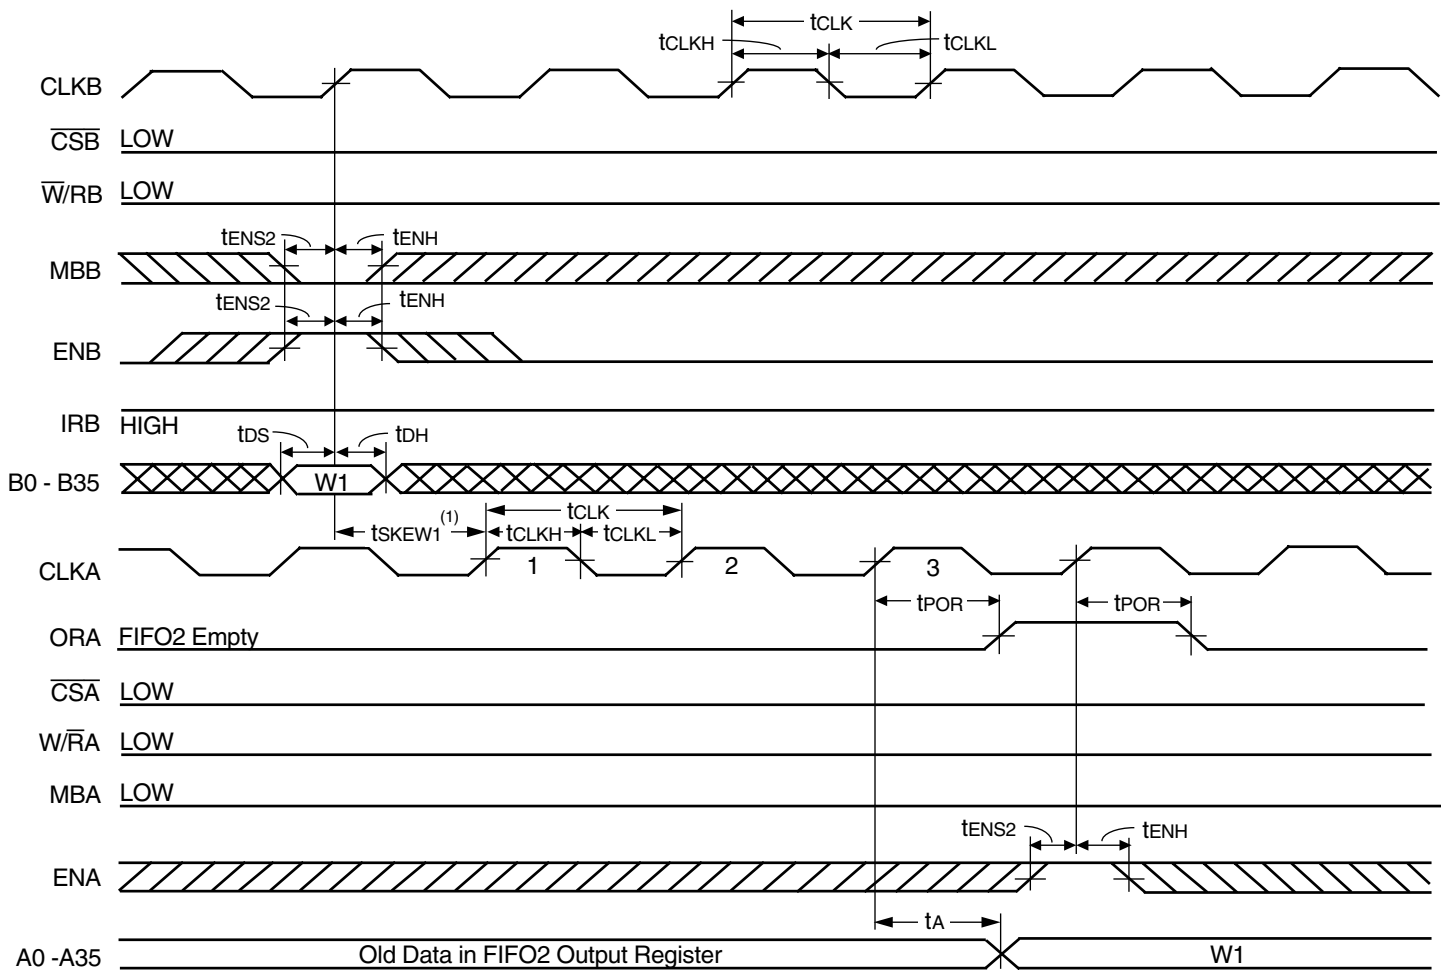 tCLK
tCLKH
tCLKL
CLKB
CSB LOW
W/RB LOW
tENS2 tENH
MBB
tENS2 tENH
ENB
IRB HIGH
tDS tDH
B0 - B35 W1
tCLK
tSKEW1(1) tCLKH tCLKL
CLKA 1 2 3
tPOR tPOR
ORA FIFO2 Empty
CSA LOW
W/RA LOW
MBA LOW
tENS2 tENH
ENA
tA
A0 -A35 Old Data in FIFO2 Output Register W1